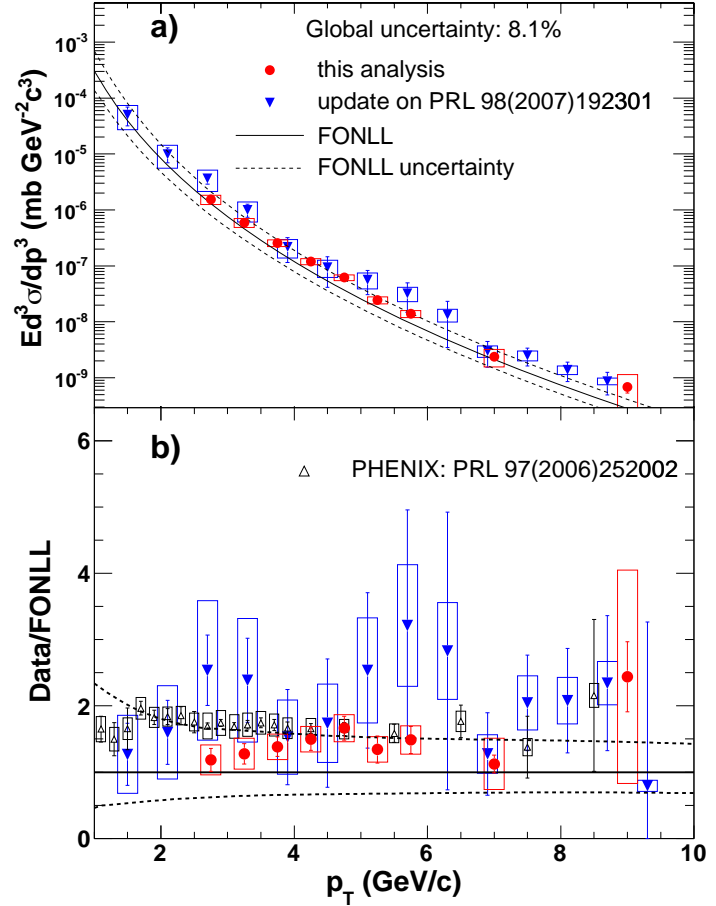 a)
Global uncertainty: 8.1%
this analysis
update on PRL 98(2007)192301
FONLL
FONLL uncertainty
Ed³σ/dp³ (mb GeV⁻²c³)
10⁻³
10⁻⁴
10⁻⁵
10⁻⁶
10⁻⁷
10⁻⁸
10⁻⁹
b)
PHENIX: PRL 97(2006)252002
Data/FONLL
6
4
2
0
2 4 6 8 10
p_T (GeV/c)